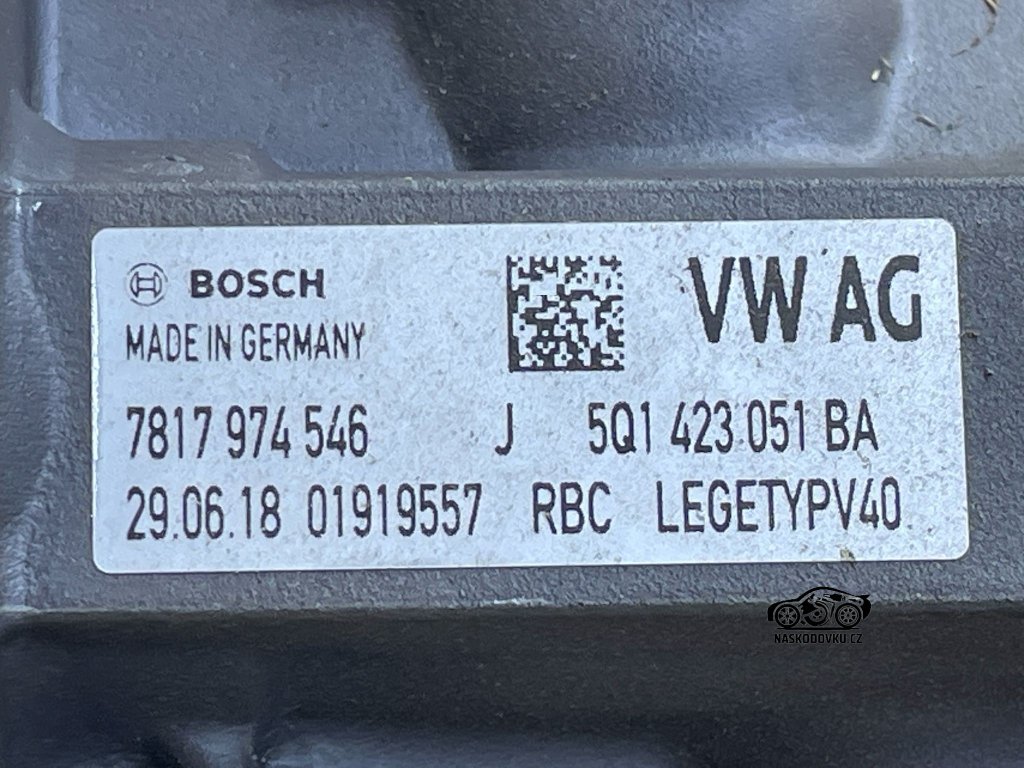 BOSCH
VW AG
MADE IN GERMANY
7817 974 546 J 5Q1 423 051 BA
29.06.18 01919557 RBC LEGETYPV40
NASKODOVKU.CZ